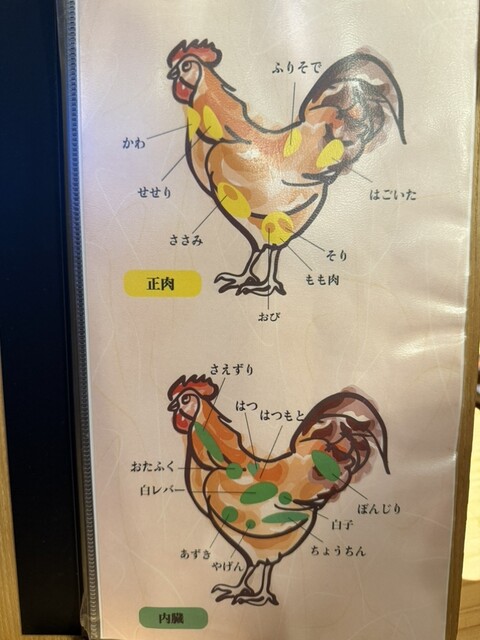 ふりそで
かわ
せせり
はごいた
ささみ
そり
もも肉
正肉
おび
さえずり
はつ
はつもと
おたふく
白レバー
ぼんじり
白子
あずき
ちょうちん
やげん
内臓